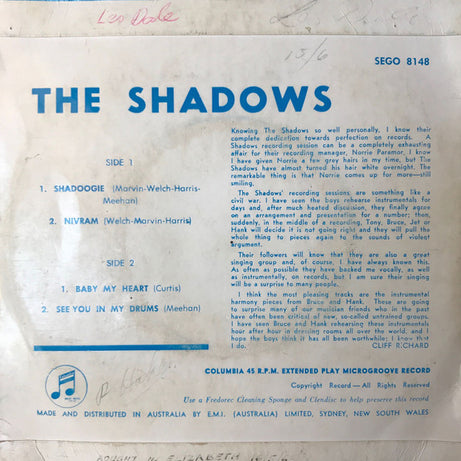 Leo Dale
15/6
SEGO 8148
THE SHADOWS
SIDE 1
1. SHADOOGIE (Marvin-Welch-Harris-
Meehan)
2. NIVRAM (Welch-Marvin-Harris)
SIDE 2
1. BABY MY HEART (Curtis)
2. SEE YOU IN MY DRUMS (Meehan)
Knowing The Shadows so well personally, I know their
complete dedication towards perfection on records. A
Shadows recording session can be a completely exhausting
affair for their recording manager, Norrie Paramor, I know
I have given Norrie a few grey hairs in my time, but The
Shadows have almost turned his hair white overnight. The
remarkable thing is that Norrie comes up for more—still
smiling.
The Shadows' recording sessions are something like a
civil war. I have seen the boys rehearse instrumentals for
days and, after much heated discussion, they finally agree
on an arrangement and presentation for a number; then,
suddenly, in the middle of a recording, Tony, Bruce, Jet or
Hank will decide it is not going right and they will pull the
whole thing to pieces again to the sounds of violent
argument.
Their followers will know that they are also a great
singing group and, of course, I have always known this.
As often as possible they have backed me vocally, as well
as instrumentally, on records, but I am sure their singing
will be a surprise to many people.
I think the most pleasing tracks are the instrumental
harmony pieces from Bruce and Hank. These are going
to surprise many of our musician friends who in the past
have often been critical of new, so-called untrained groups.
I have seen Bruce and Hank rehearsing these instrumentals
hour after hour in dressing rooms all over the world, and I
hope the boys think it has all been worthwhile; I know that
I do.
CLIFF RICHARD
COLUMBIA 45 R.P.M. EXTENDED PLAY MICROGROOVE RECORD
Copyright Record — All Rights Reserved
Use a Fedorec Cleaning Sponge and Clendisc to help preserve this record
MADE AND DISTRIBUTED IN AUSTRALIA BY E.M.I. (AUSTRALIA) LIMITED, SYDNEY, NEW SOUTH WALES